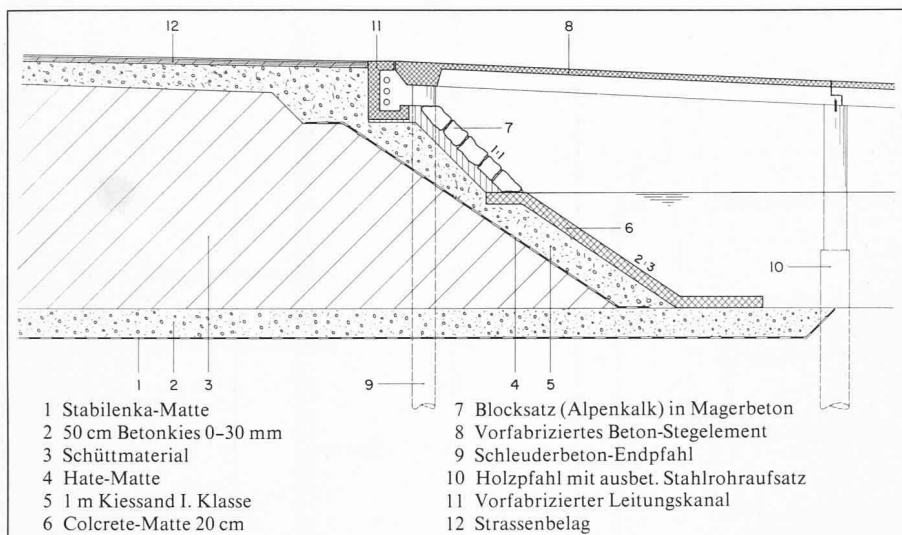 12
11
8
7
1:1
6
2:3
10
1
2
3
9
4
5
1 Stabilenka-Matte
2 50 cm Betonkies 0–30 mm
3 Schüttmaterial
4 Hate-Matte
5 1 m Kiessand I. Klasse
6 Colcrete-Matte 20 cm
7 Blocksatz (Alpenkalk) in Magerbeton
8 Vorfabriziertes Beton-Stegelement
9 Schleuderbeton-Endpfahl
10 Holzpfahl mit ausbet. Stahlrohraufsatz
11 Vorfabrizierter Leitungskanal
12 Strassenbelag